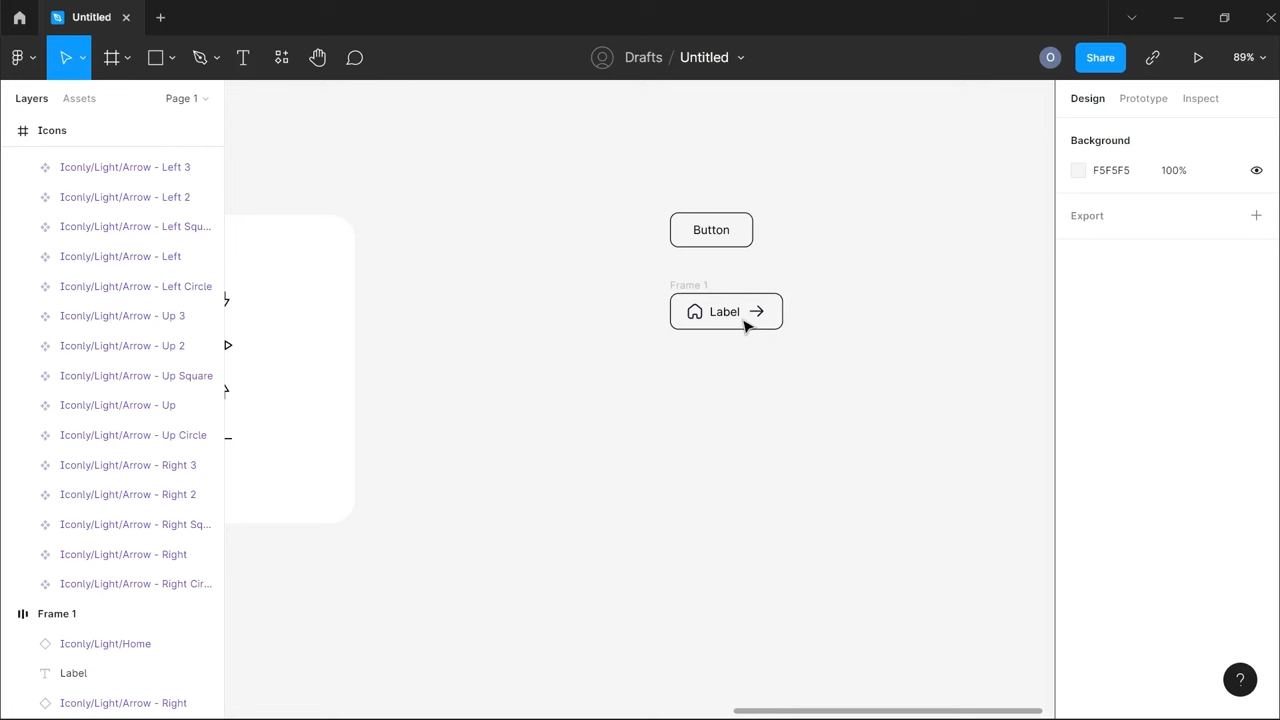 Untitled
Drafts / Untitled
O
Share
89%
Layers
Assets
Page 1
Design
Prototype
Inspect
Icons
Iconly/Light/Arrow - Left 3
Iconly/Light/Arrow - Left 2
Iconly/Light/Arrow - Left Squ...
Iconly/Light/Arrow - Left
Iconly/Light/Arrow - Left Circle
Iconly/Light/Arrow - Up 3
Iconly/Light/Arrow - Up 2
Iconly/Light/Arrow - Up Square
Iconly/Light/Arrow - Up
Iconly/Light/Arrow - Up Circle
Iconly/Light/Arrow - Right 3
Iconly/Light/Arrow - Right 2
Iconly/Light/Arrow - Right Sq...
Iconly/Light/Arrow - Right
Iconly/Light/Arrow - Right Cir...
Frame 1
Iconly/Light/Home
Label
Iconly/Light/Arrow - Right
Button
Frame 1
Label
Background
F5F5F5 100%
Export
?